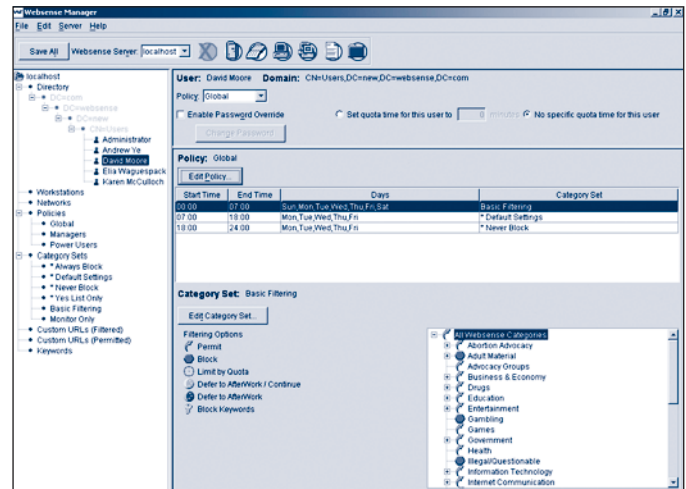 Websense Manager
File Edit Server Help
Save All Websense Server: localhost
localhost
Directory
DC=com
DC=websense
DC=new
CN=Users
Administrator
Andrew Ye
David Moore
Elia Waguespack
Karen McCulloch
Workstations
Networks
Policies
Global
Managers
Power Users
Category Sets
* Always Block
* Default Settings
* Never Block
* Yes List Only
Basic Filtering
Monitor Only
Custom URLs (Filtered)
Custom URLs (Permitted)
Keywords
User: David Moore Domain: CN=Users,DC=new,DC=websense,DC=com
Policy: Global
Enable Password Override Set quota time for this user to 0 minutes No specific quota time for this user
Change Password
Policy: Global
Edit Policy...
Start Time End Time Days Category Set
00:00 07:00 Sun,Mon,Tue,Wed,Thu,Fri,Sat Basic Filtering
07:00 18:00 Mon,Tue,Wed,Thu,Fri * Default Settings
18:00 24:00 Mon,Tue,Wed,Thu,Fri * Never Block
Category Set: Basic Filtering
Edit Category Set...
Filtering Options
Permit
Block
Limit by Quota
Defer to AfterWork / Continue
Defer to AfterWork
Block Keywords
All Websense Categories
Abortion Advocacy
Adult Material
Advocacy Groups
Business & Economy
Drugs
Education
Entertainment
Gambling
Games
Government
Health
Illegal/Questionable
Information Technology
Internet Communication